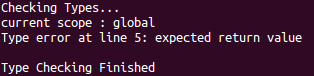 Checking Types...
current scope : global
Type error at line 5: expected return value

Type Checking Finished